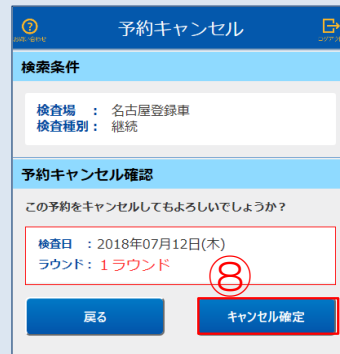 予約キャンセル
お問い合わせ
ログアウト
検索条件
検査場 : 名古屋登録車
検査種別 : 継続
予約キャンセル確認
この予約をキャンセルしてもよろしいでしょうか？
検査日 : 2018年07月12日(木)
ラウンド : 1 ラウンド
⑧
戻る
キャンセル確定